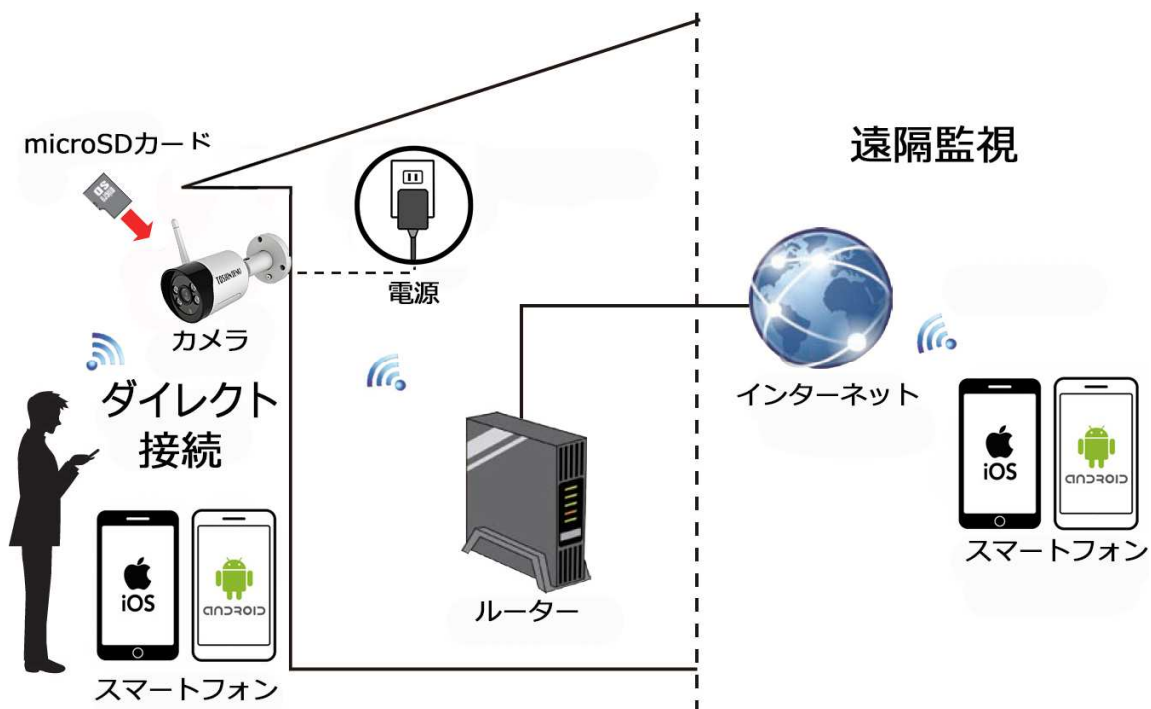 microSDカード
遠隔監視
電源
カメラ
ダイレクト
接続
インターネット
iOS
ANDROID
スマートフォン
ルーター
iOS
ANDROID
スマートフォン